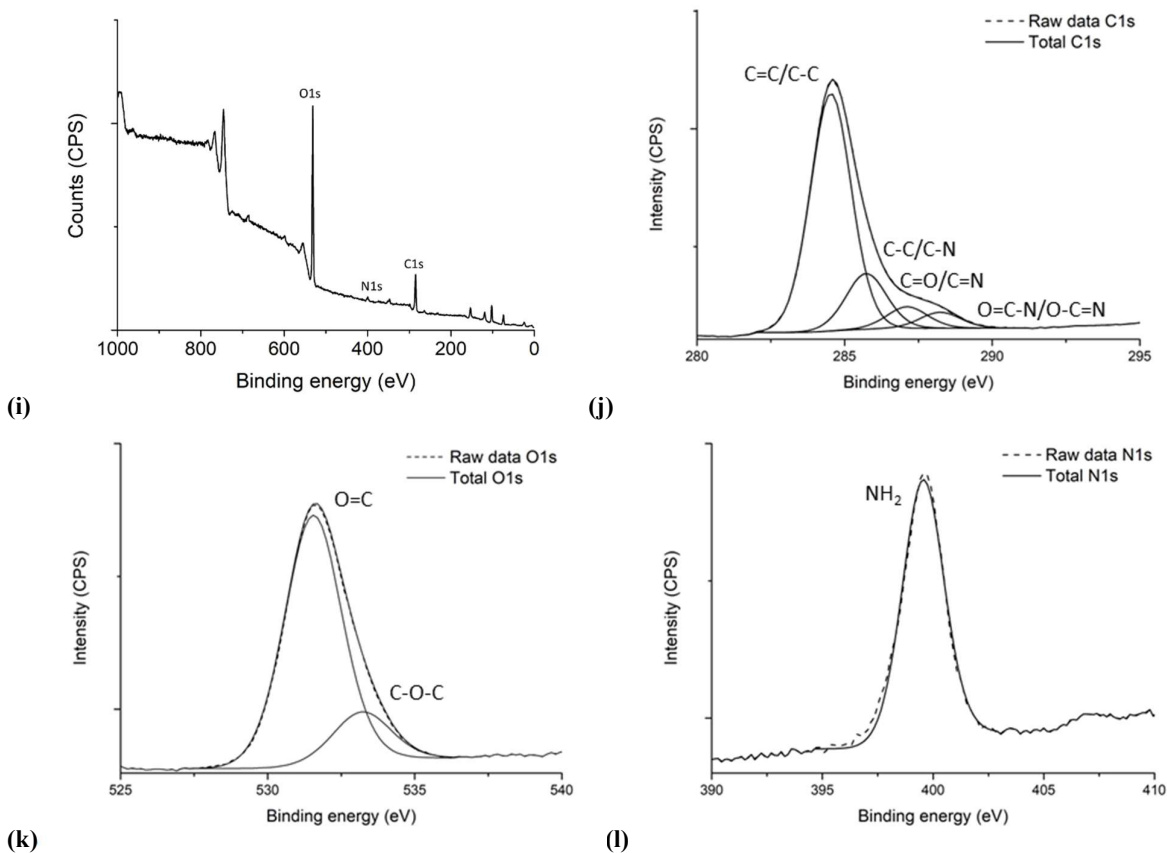 Counts (CPS)
O1s
N1s
C1s
1000 800 600 400 200 0
Binding energy (eV)
(i)
Raw data C1s
Total C1s
Intensity (CPS)
C=C/C-C
C-C/C-N
C=O/C=N
O=C-N/O-C=N
280 285 290 295
Binding energy (eV)
(j)
Raw data O1s
Total O1s
Intensity (CPS)
O=C
C-O-C
525 530 535 540
Binding energy (eV)
(k)
Raw data N1s
Total N1s
Intensity (CPS)
NH₂
390 395 400 405 410
Binding energy (eV)
(l)